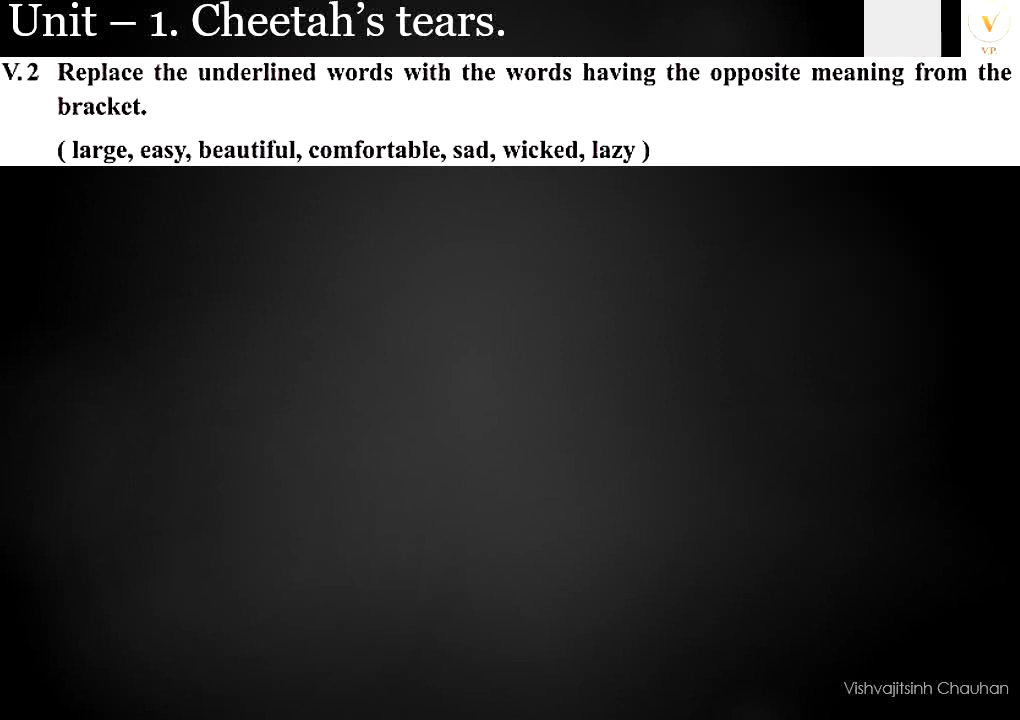 Unit – 1. Cheetah's tears.
V
V.P.
V. 2 Replace the underlined words with the words having the opposite meaning from the
bracket.
( large, easy, beautiful, comfortable, sad, wicked, lazy )
Vishvajitsinh Chauhan